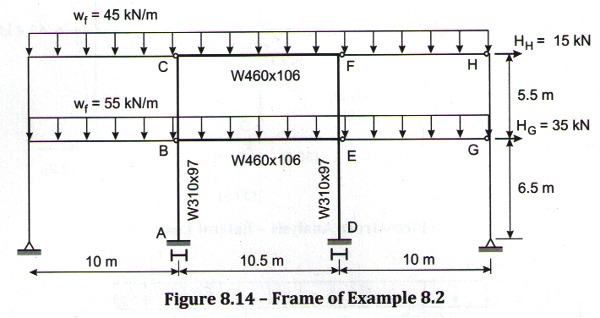 w_f = 45 kN/m
H_H = 15 kN
C
F
H
W460x106
5.5 m
w_f = 55 kN/m
H_G = 35 kN
B
E
G
W460x106
W310x97
W310x97
6.5 m
A
D
10 m
10.5 m
10 m
Figure 8.14 – Frame of Example 8.2